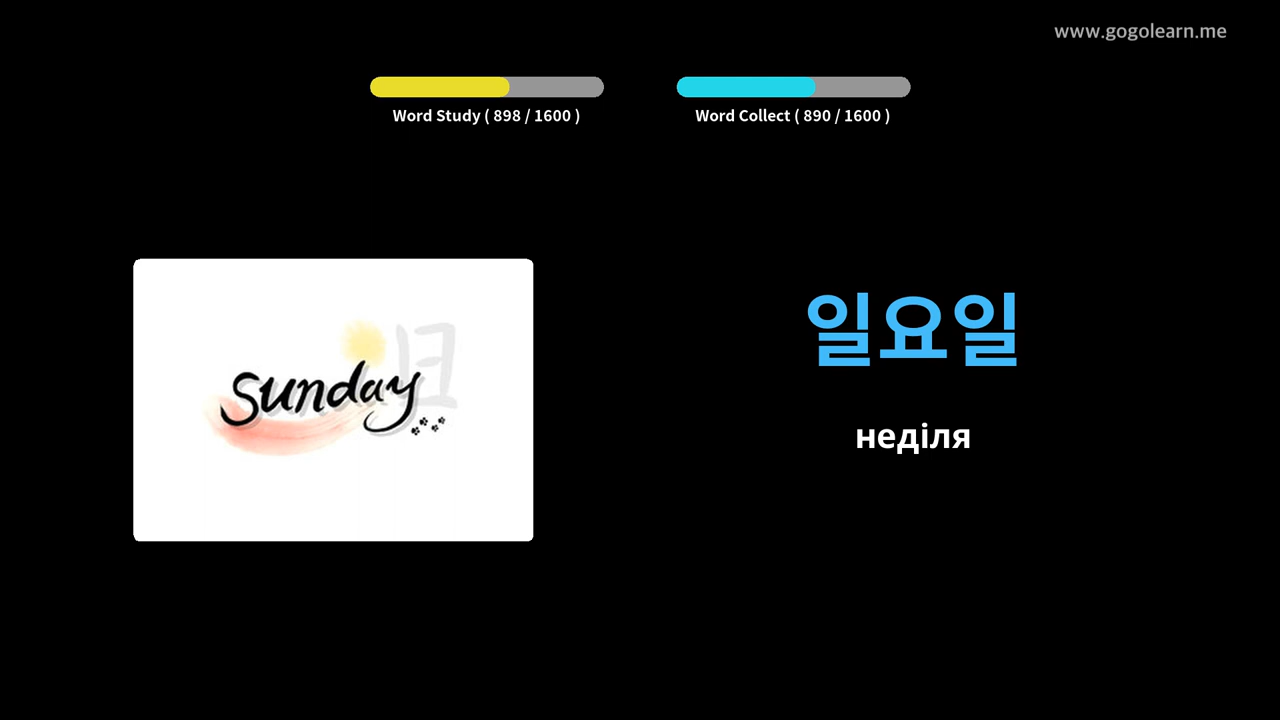 www.gogolearn.me
Word Study ( 898 / 1600 )
Word Collect ( 890 / 1600 )
Sunday
일요일
неділя